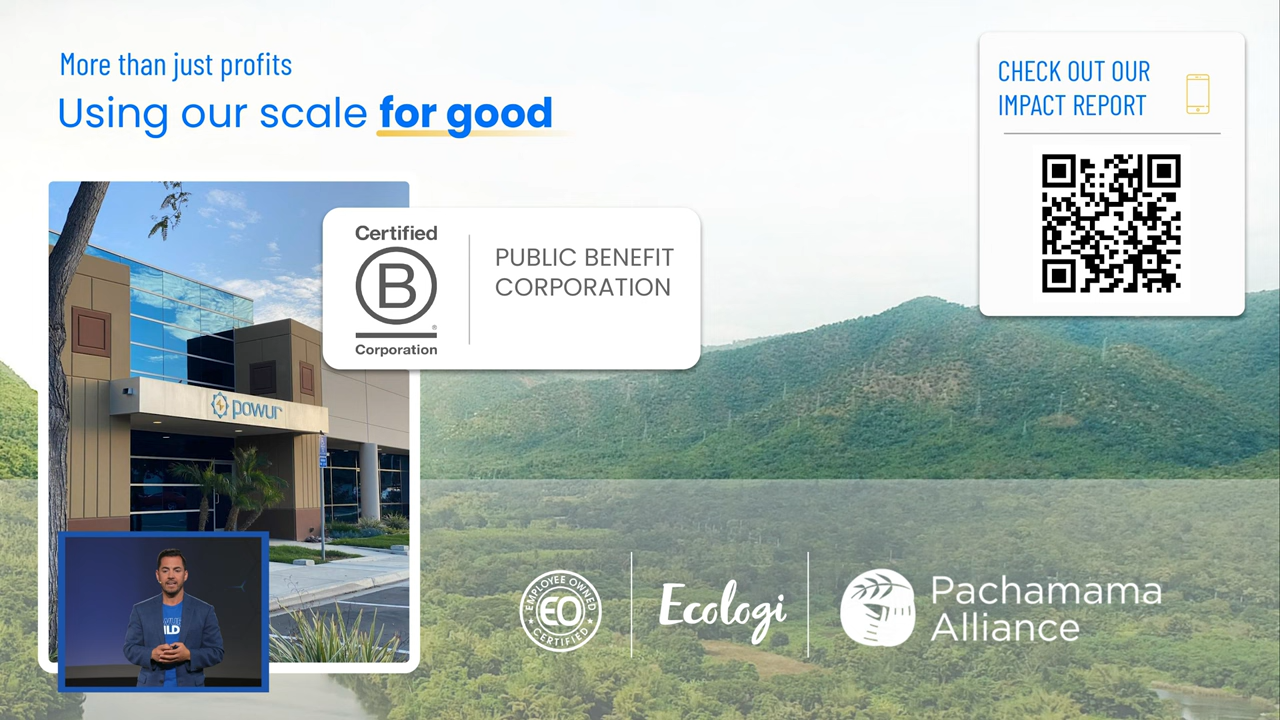 More than just profits
Using our scale for good
CHECK OUT OUR
IMPACT REPORT
Certified
B
®
Corporation
PUBLIC BENEFIT
CORPORATION
powur
ILD
EMPLOYEE OWNED
EO
CERTIFIED
Ecologi
Pachamama
Alliance